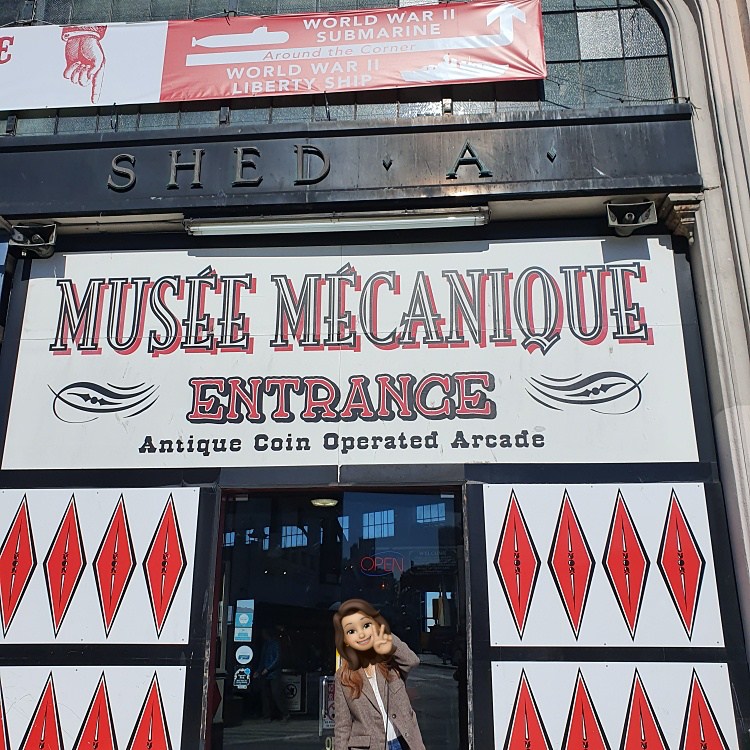 WORLD WAR II
SUBMARINE
Around the Corner
WORLD WAR II
LIBERTY SHIP
SHED A
MUSÉE MÉCANIQUE
ENTRANCE
Antique Coin Operated Arcade
OPEN